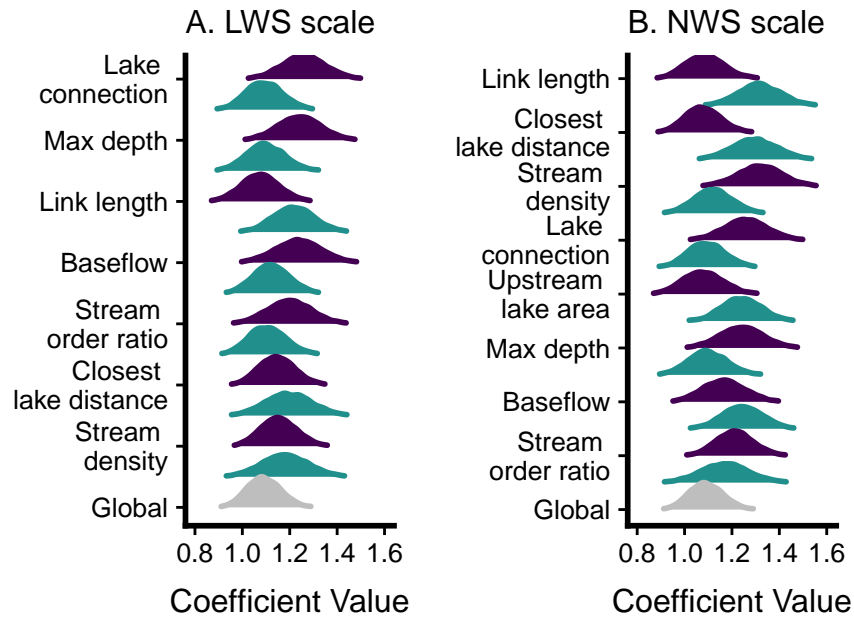 A. LWS scale
Lake
connection
Max depth
Link length
Baseflow
Stream
order ratio
Closest
lake distance
Stream
density
Global
0.8 1.0 1.2 1.4 1.6
Coefficient Value
B. NWS scale
Link length
Closest
lake distance
Stream
density
Lake
connection
Upstream
lake area
Max depth
Baseflow
Stream
order ratio
Global
0.8 1.0 1.2 1.4 1.6
Coefficient Value